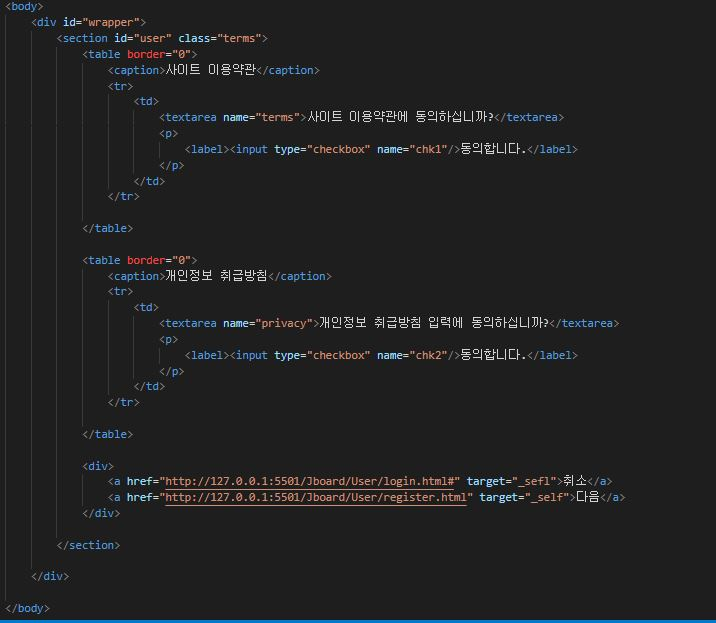 <body>
<div id="wrapper">
<section id="user" class="terms">
<table border="0">
<caption>사이트 이용약관</caption>
<tr>
<td>
<textarea name="terms">사이트 이용약관에 동의하십니까?</textarea>
<p>
<label><input type="checkbox" name="chk1"/>동의합니다.</label>
</p>
</td>
</tr>
</table>
<table border="0">
<caption>개인정보 취급방침</caption>
<tr>
<td>
<textarea name="privacy">개인정보 취급방침 입력에 동의하십니까?</textarea>
<p>
<label><input type="checkbox" name="chk2"/>동의합니다.</label>
</p>
</td>
</tr>
</table>
<div>
<a href="http://127.0.0.1:5501/Jboard/User/login.html#" target="_sefl">취소</a>
<a href="http://127.0.0.1:5501/Jboard/User/register.html" target="_self">다음</a>
</div>
</section>
</div>
</body>